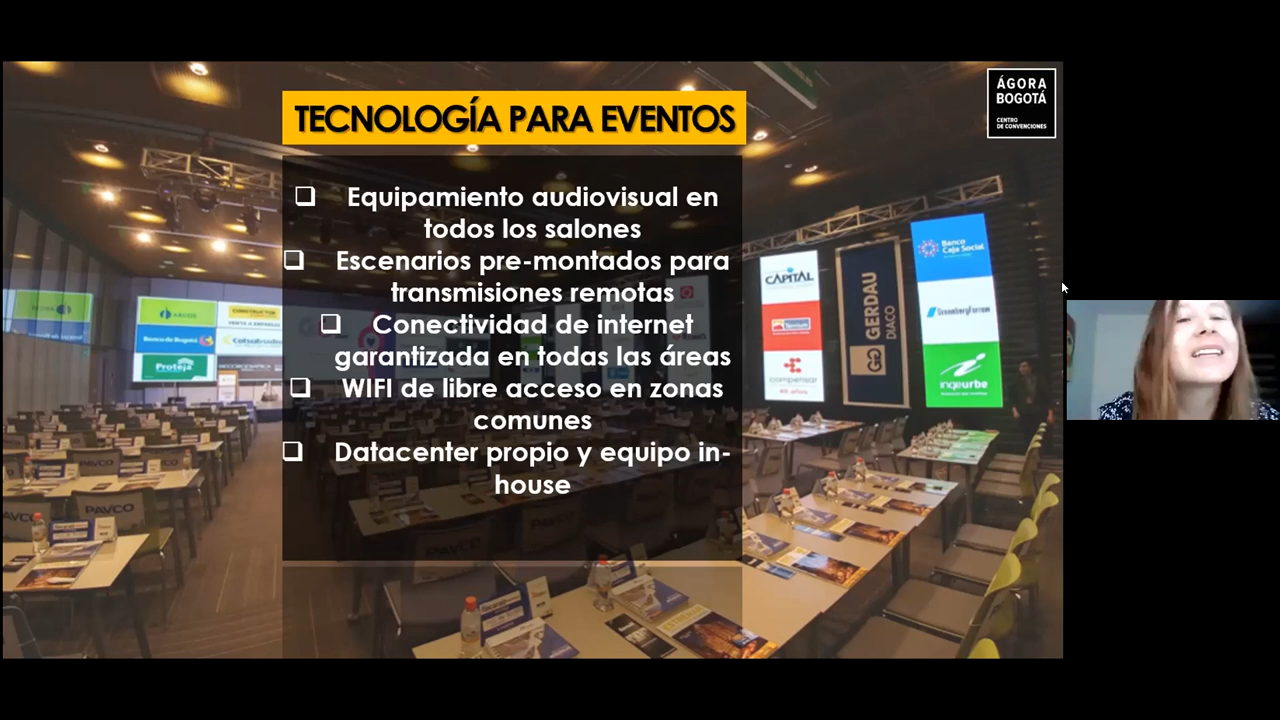 TECNOLOGÍA PARA EVENTOS
ÁGORA
BOGOTÁ
CENTRO
DE CONVENCIONES
❑ Equipamiento audiovisual en
todos los salones
❑ Escenarios pre-montados para
transmisiones remotas
❑ Conectividad de internet
garantizada en todas las áreas
❑ WIFI de libre acceso en zonas
comunes
❑ Datacenter propio y equipo in-
house
CAPITAL
compensar
GERDAU
DIACO
Banco
Caja Social
ingeurbe
Banco de Bogotá
Proteja
PAVCO
PAVCO